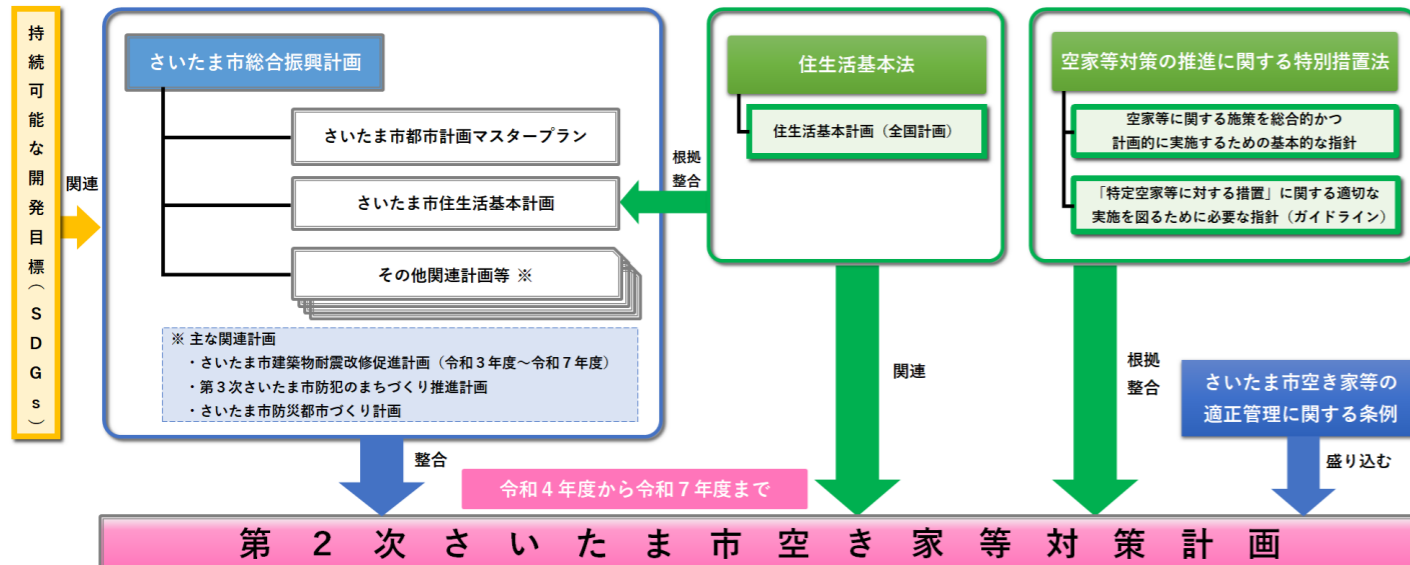 持続可能な開発目標（SDGs）
関連
さいたま市総合振興計画
さいたま市都市計画マスタープラン
さいたま市住生活基本計画
その他関連計画等 ※
※ 主な関連計画
・さいたま市建築物耐震改修促進計画（令和３年度～令和７年度）
・第３次さいたま市防犯のまちづくり推進計画
・さいたま市防災都市づくり計画
整合
根拠
整合
住生活基本法
住生活基本計画（全国計画）
関連
空家等対策の推進に関する特別措置法
空家等に関する施策を総合的かつ
計画的に実施するための基本的な指針
「特定空家等に対する措置」に関する適切な
実施を図るために必要な指針（ガイドライン）
根拠
整合
さいたま市空き家等の
適正管理に関する条例
盛り込む
令和４年度から令和７年度まで
第２次さいたま市空き家等対策計画